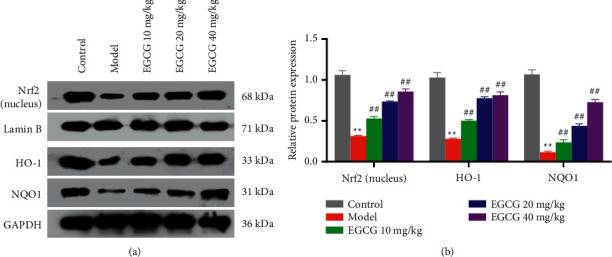 Control
Model
EGCG 10 mg/kg
EGCG 20 mg/kg
EGCG 40 mg/kg
Nrf2
(nucleus)
68 kDa
Lamin B
71 kDa
HO-1
33 kDa
NQO1
31 kDa
GAPDH
36 kDa
(a)
Relative protein expression
1.5
1.0
0.5
0.0
**
##
##
##
**
##
##
##
**
##
##
##
Nrf2 (nucleus)
HO-1
NQO1
Control
Model
EGCG 10 mg/kg
EGCG 20 mg/kg
EGCG 40 mg/kg
(b)